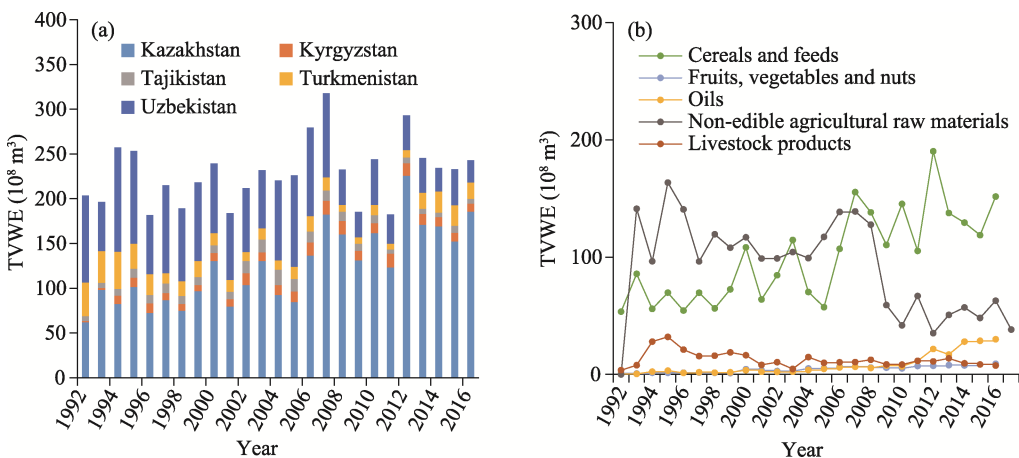 (a)
400
350
300
250
200
150
100
50
0
TVWE (10⁸ m³)
Kazakhstan Kyrgyzstan
Tajikistan Turkmenistan
Uzbekistan
1992 1994 1996 1998 2000 2002 2004 2006 2008 2010 2012 2014 2016
Year
(b)
300
200
100
0
TVWE (10⁸ m³)
Cereals and feeds
Fruits, vegetables and nuts
Oils
Non-edible agricultural raw materials
Livestock products
1992 1994 1996 1998 2000 2002 2004 2006 2008 2010 2012 2014 2016
Year